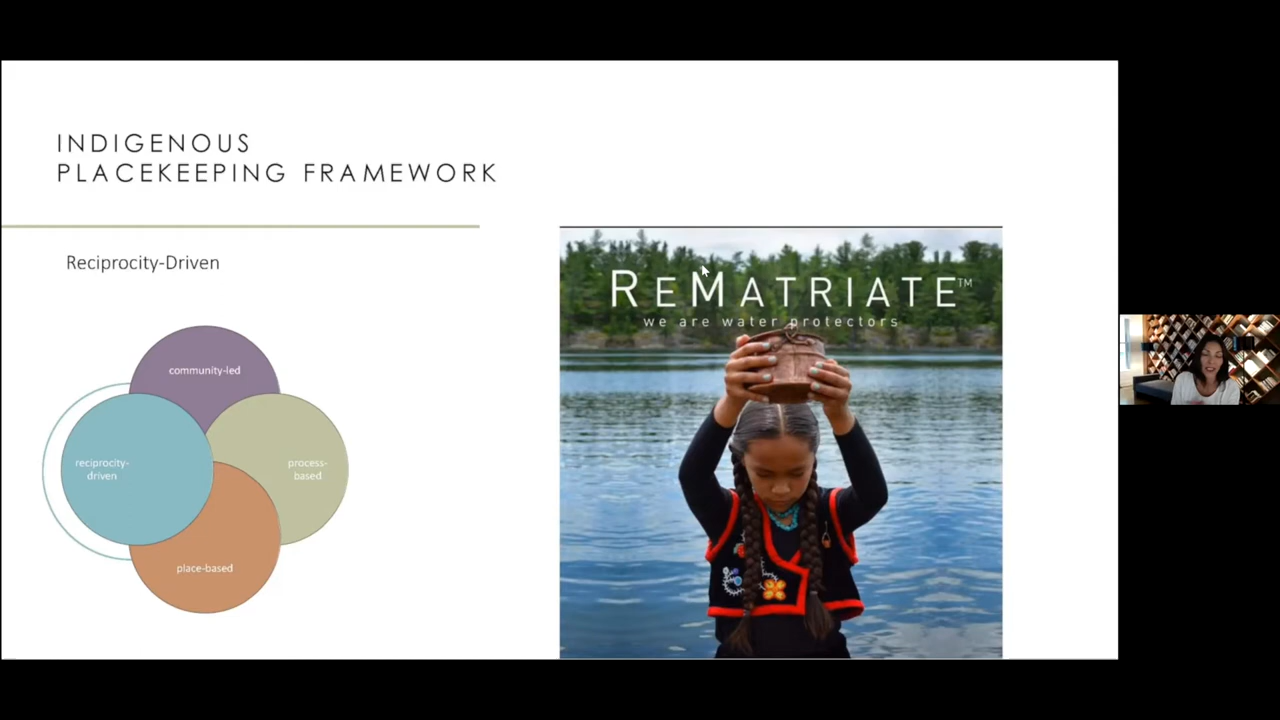 INDIGENOUS
PLACEKEEPING FRAMEWORK
Reciprocity-Driven
community-led
reciprocity-
driven
process-
based
place-based
REMATRIATE™
we are water protectors